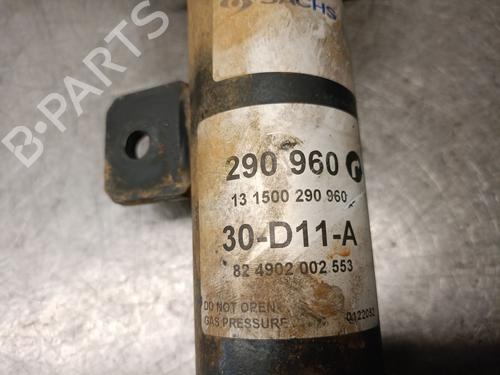 SACHS
290 960 r
13 1500 290 960
30-D11-A
82 4902 002 553
DO NOT OPEN
GAS PRESSURE
B-PARTS